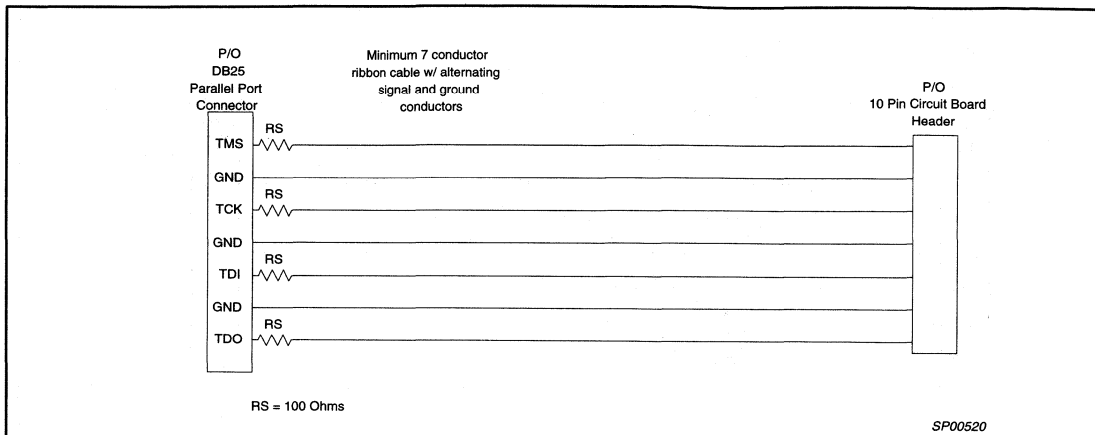 P/O
DB25
Parallel Port
Connector
Minimum 7 conductor
ribbon cable w/ alternating
signal and ground
conductors
P/O
10 Pin Circuit Board
Header
RS
TMS
GND
RS
TCK
GND
RS
TDI
GND
RS
TDO
RS = 100 Ohms
SP00520